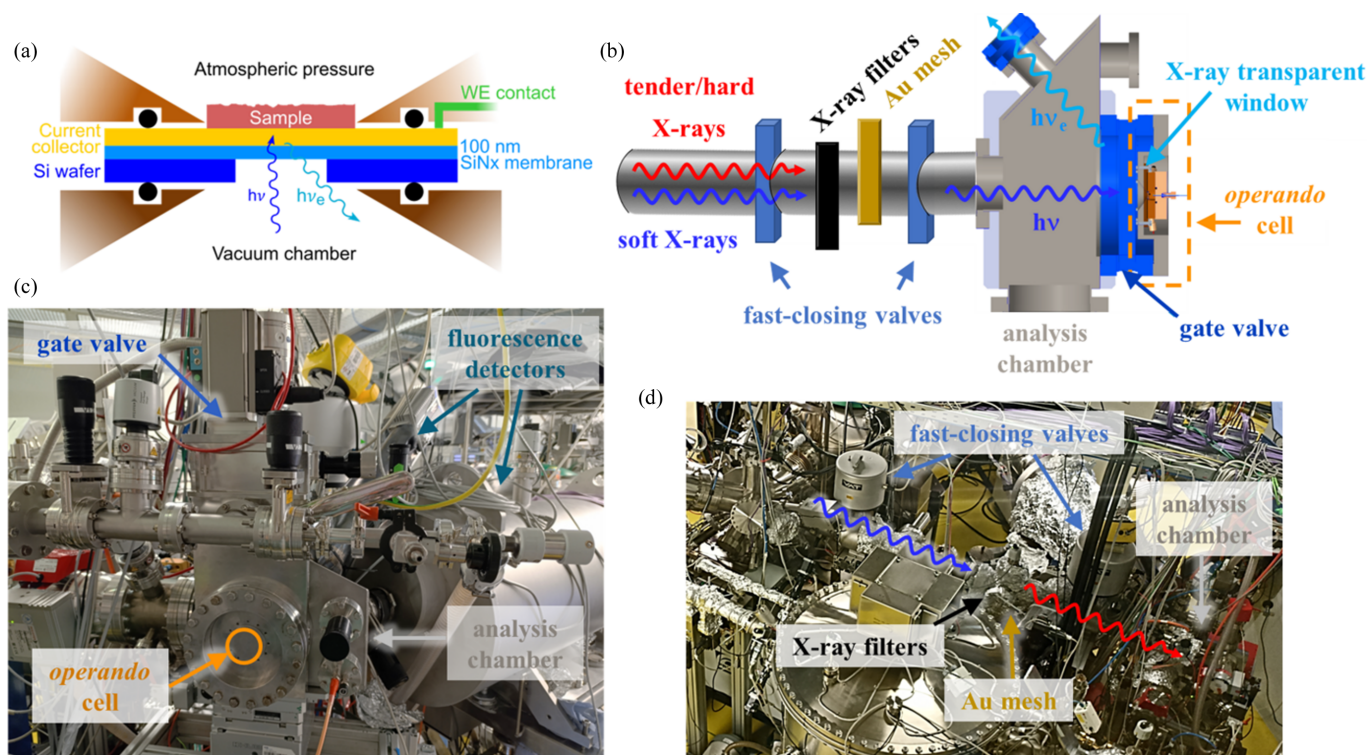 (a)
Atmospheric pressure
WE contact
Sample
Current
collector
100 nm
SiNx membrane
Si wafer
hν
hνe
Vacuum chamber
(b)
tender/hard
X-rays
soft X-rays
X-ray filters
Au mesh
hνe
hν
X-ray transparent
window
operando
cell
fast-closing valves
gate valve
analysis
chamber
(c)
gate valve
fluorescence
detectors
analysis
chamber
operando
cell
(d)
fast-closing valves
analysis
chamber
X-ray filters
Au mesh